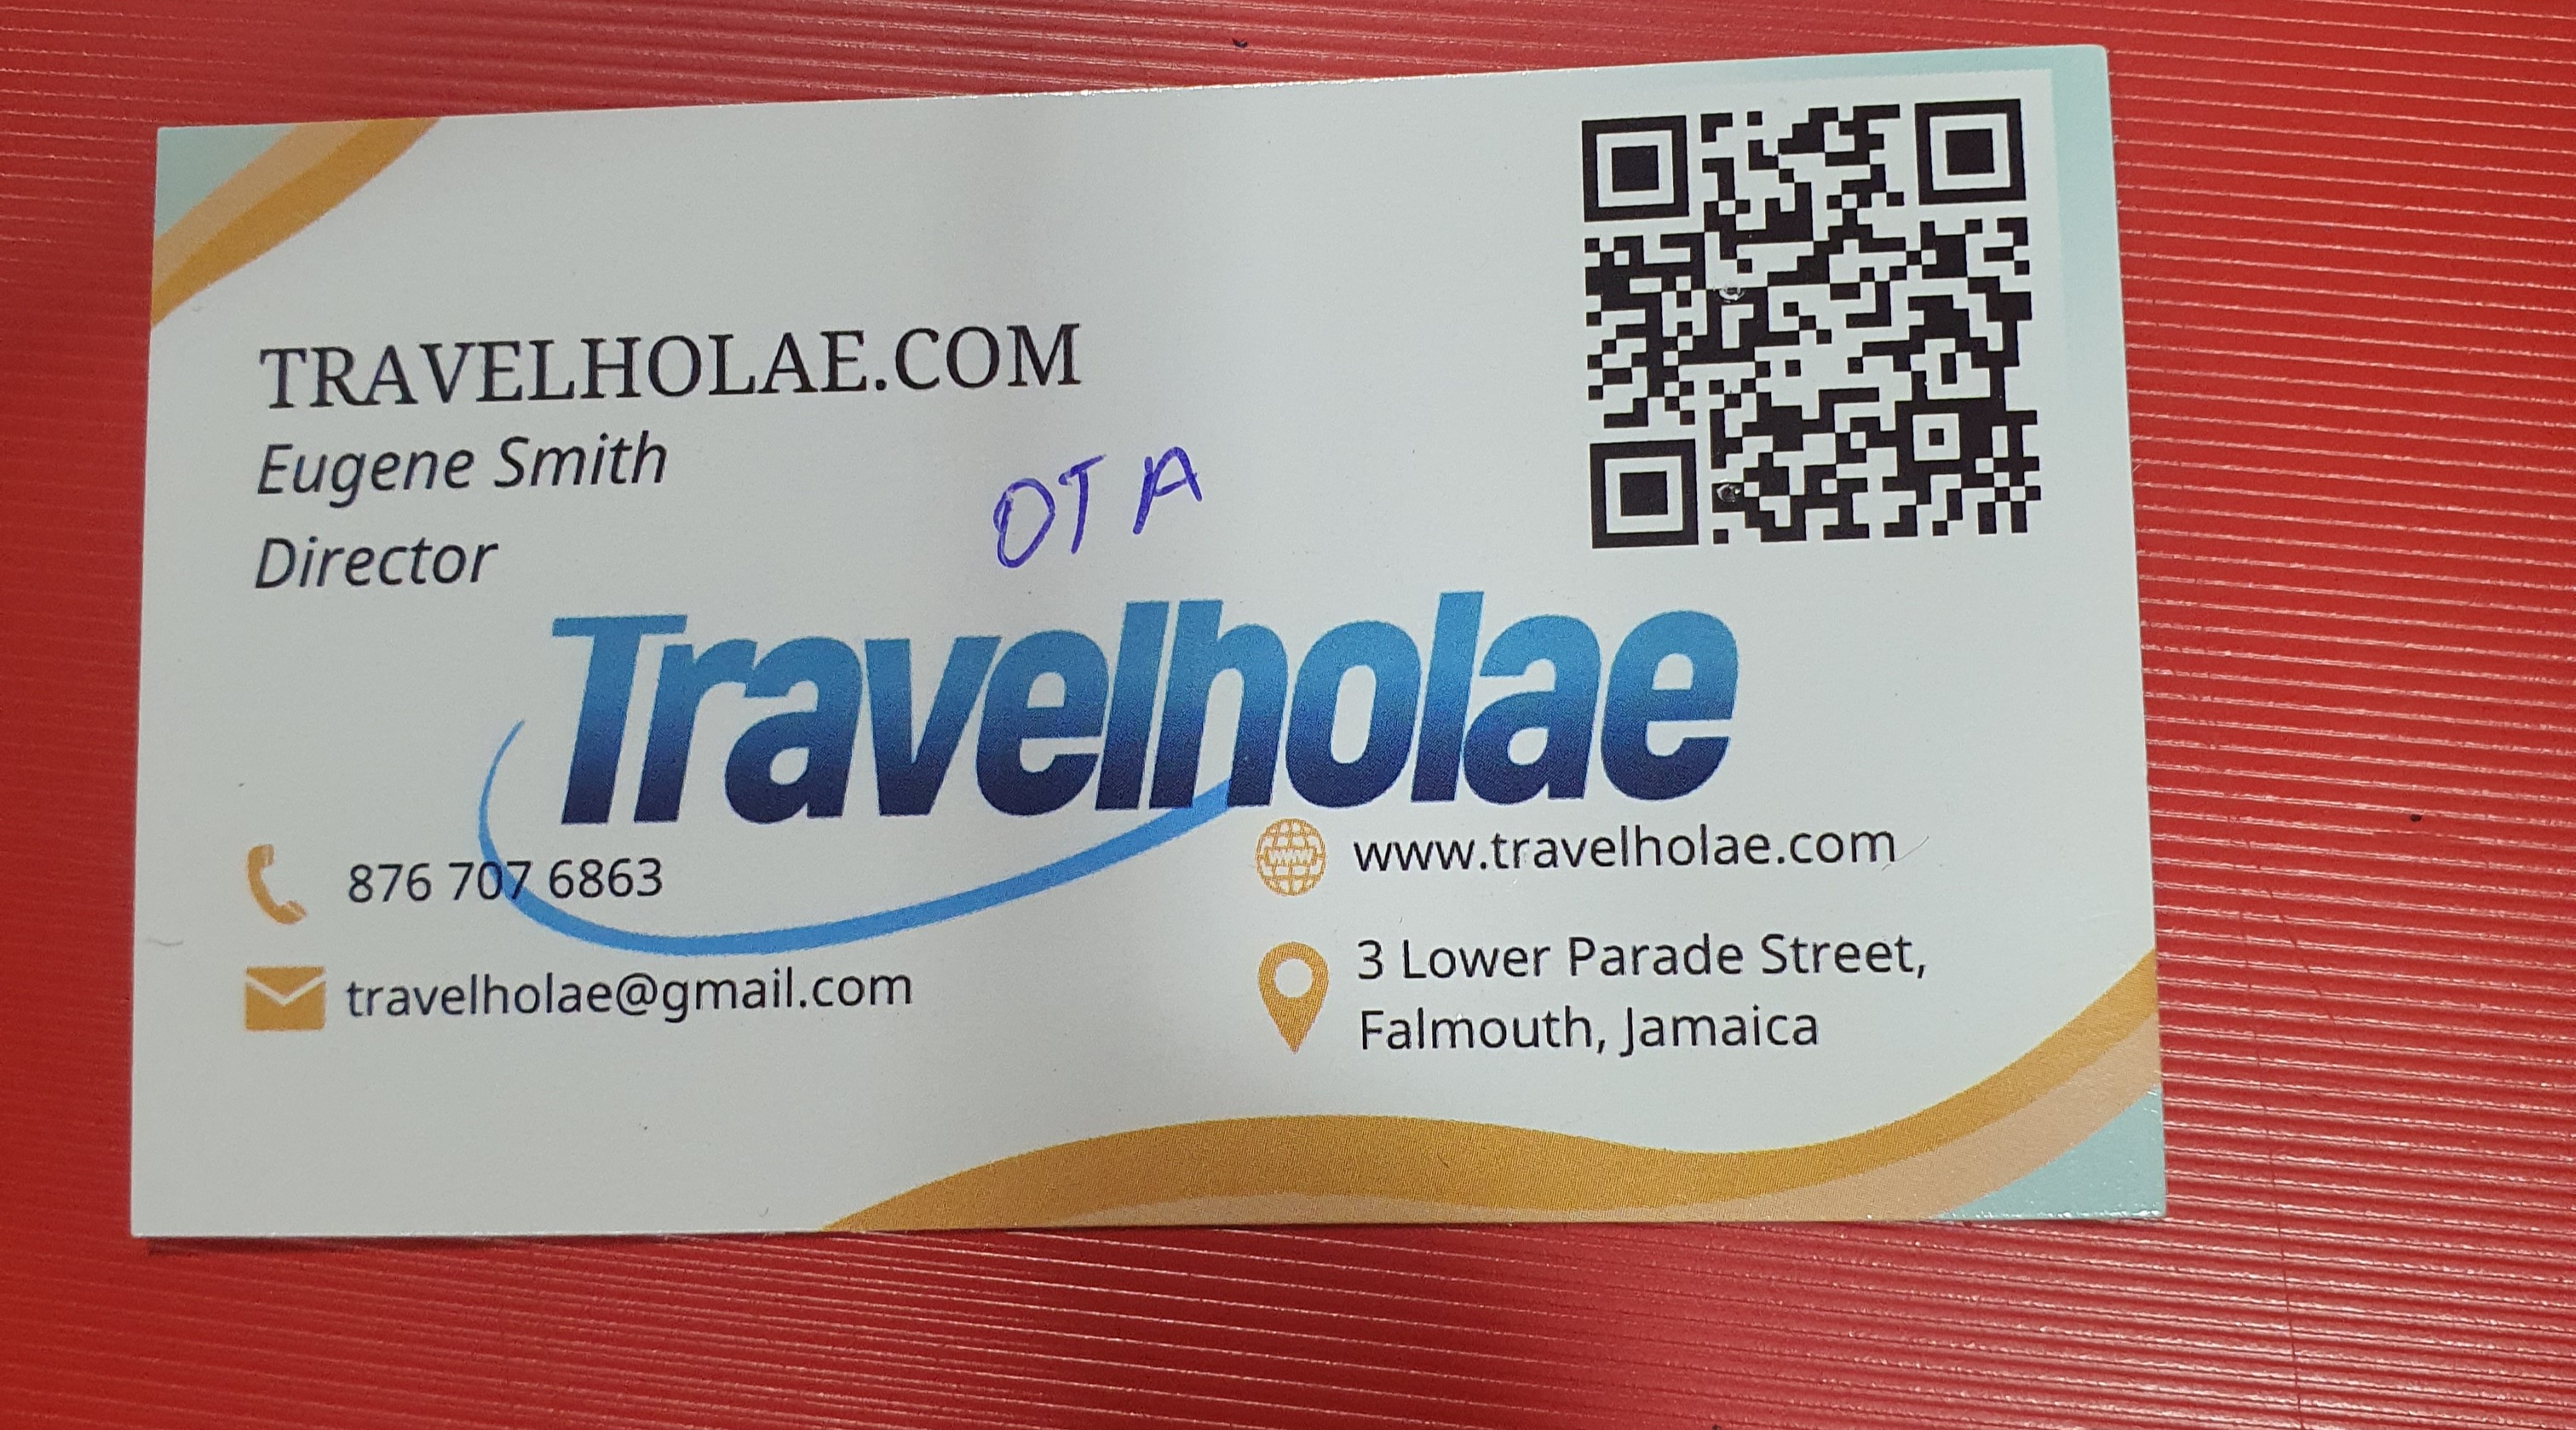 TRAVELHOLAE.COM
Eugene Smith
Director
OTA
Travelholae
876 707 6863
travelholae@gmail.com
www.travelholae.com
3 Lower Parade Street,
Falmouth, Jamaica